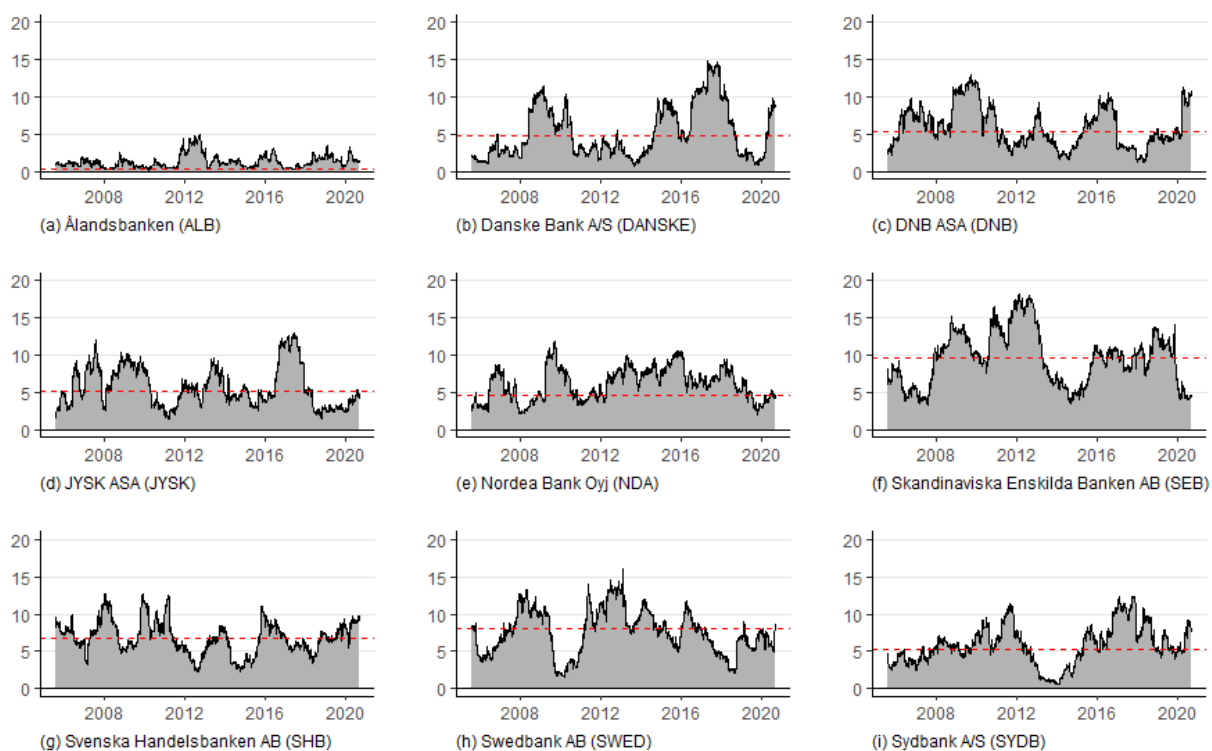 20
15
10
5
0
2008 2012 2016 2020
(a) Ålandsbanken (ALB)
20
15
10
5
0
2008 2012 2016 2020
(b) Danske Bank A/S (DANSKE)
20
15
10
5
0
2008 2012 2016 2020
(c) DNB ASA (DNB)
20
15
10
5
0
2008 2012 2016 2020
(d) JYSK ASA (JYSK)
20
15
10
5
0
2008 2012 2016 2020
(e) Nordea Bank Oyj (NDA)
20
15
10
5
0
2008 2012 2016 2020
(f) Skandinaviska Enskilda Banken AB (SEB)
20
15
10
5
0
2008 2012 2016 2020
(g) Svenska Handelsbanken AB (SHB)
20
15
10
5
0
2008 2012 2016 2020
(h) Swedbank AB (SWED)
20
15
10
5
0
2008 2012 2016 2020
(i) Sydbank A/S (SYDB)